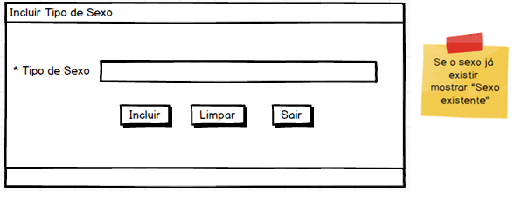 Incluir Tipo de Sexo
* Tipo de Sexo
Incluir
Limpar
Sair
Se o sexo já
existir
mostrar "Sexo
existente"